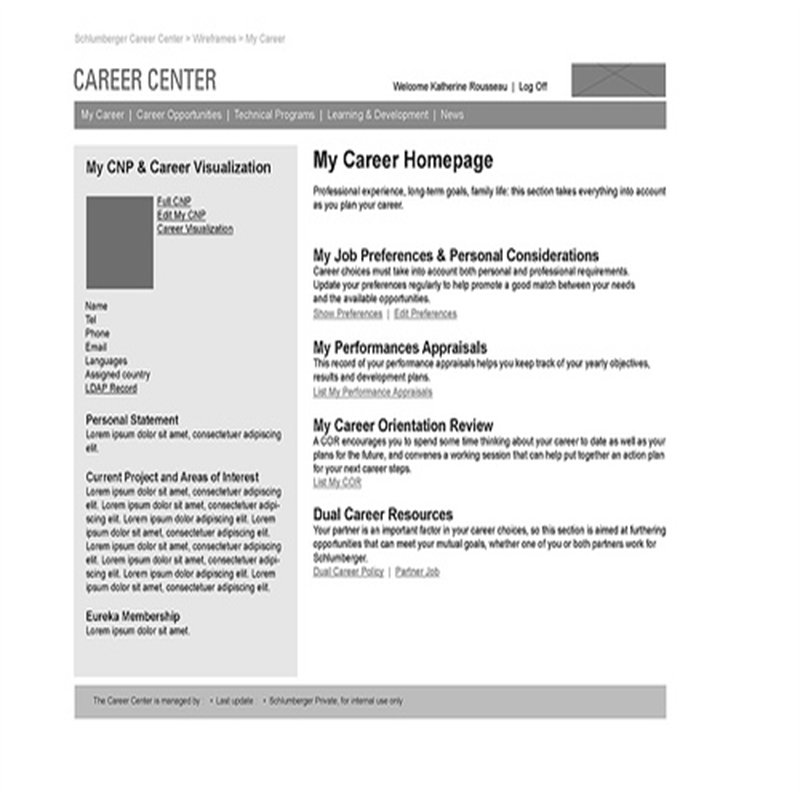 Schlumberger Career Center > Wireframes > My Career
CAREER CENTER
Welcome Katherine Rousseau | Log Off
My Career | Career Opportunities | Technical Programs | Learning & Development | News
My CNP & Career Visualization
Full CNP
Edit My CNP
Career Visualization
Name
Tel
Phone
Email
Languages
Assigned country
LDAP Record
Personal Statement
Lorem ipsum dolor sit amet, consectetuer adipiscing
elit.
Current Project and Areas of Interest
Lorem ipsum dolor sit amet, consectetuer adipiscing
elit. Lorem ipsum dolor sit amet, consectetuer adipi-
scing elit. Lorem ipsum dolor adipiscing elit. Lorem
ipsum dolor sit amet, consectetuer adipiscing elit.
Lorem ipsum dolor sit amet, consectetuer adipiscing
elit. Lorem ipsum dolor sit amet, consectetuer adipi-
scing elit. Lorem ipsum dolor adipiscing elit. Lorem
ipsum dolor sit amet, consectetuer adipiscing elit.
Eureka Membership
Lorem ipsum dolor sit amet.
My Career Homepage
Professional experience, long-term goals, family life: this section takes everything into account
as you plan your career.
My Job Preferences & Personal Considerations
Career choices must take into account both personal and professional requirements.
Update your preferences regularly to help promote a good match between your needs
and the available opportunities.
Show Preferences | Edit Preferences
My Performances Appraisals
This record of your performance appraisals helps you keep track of your yearly objectives,
results and development plans.
List My Performance Appraisals
My Career Orientation Review
A COR encourages you to spend some time thinking about your career to date as well as your
plans for the future, and convenes a working session that can help put together an action plan
for your next career steps.
List My COR
Dual Career Resources
Your partner is an important factor in your career choices, so this section is aimed at furthering
opportunities that can meet your mutual goals, whether one of you or both partners work for
Schlumberger.
Dual Career Policy | Partner Job
The Career Center is managed by : • Last update : • Schlumberger Private, for internal use only